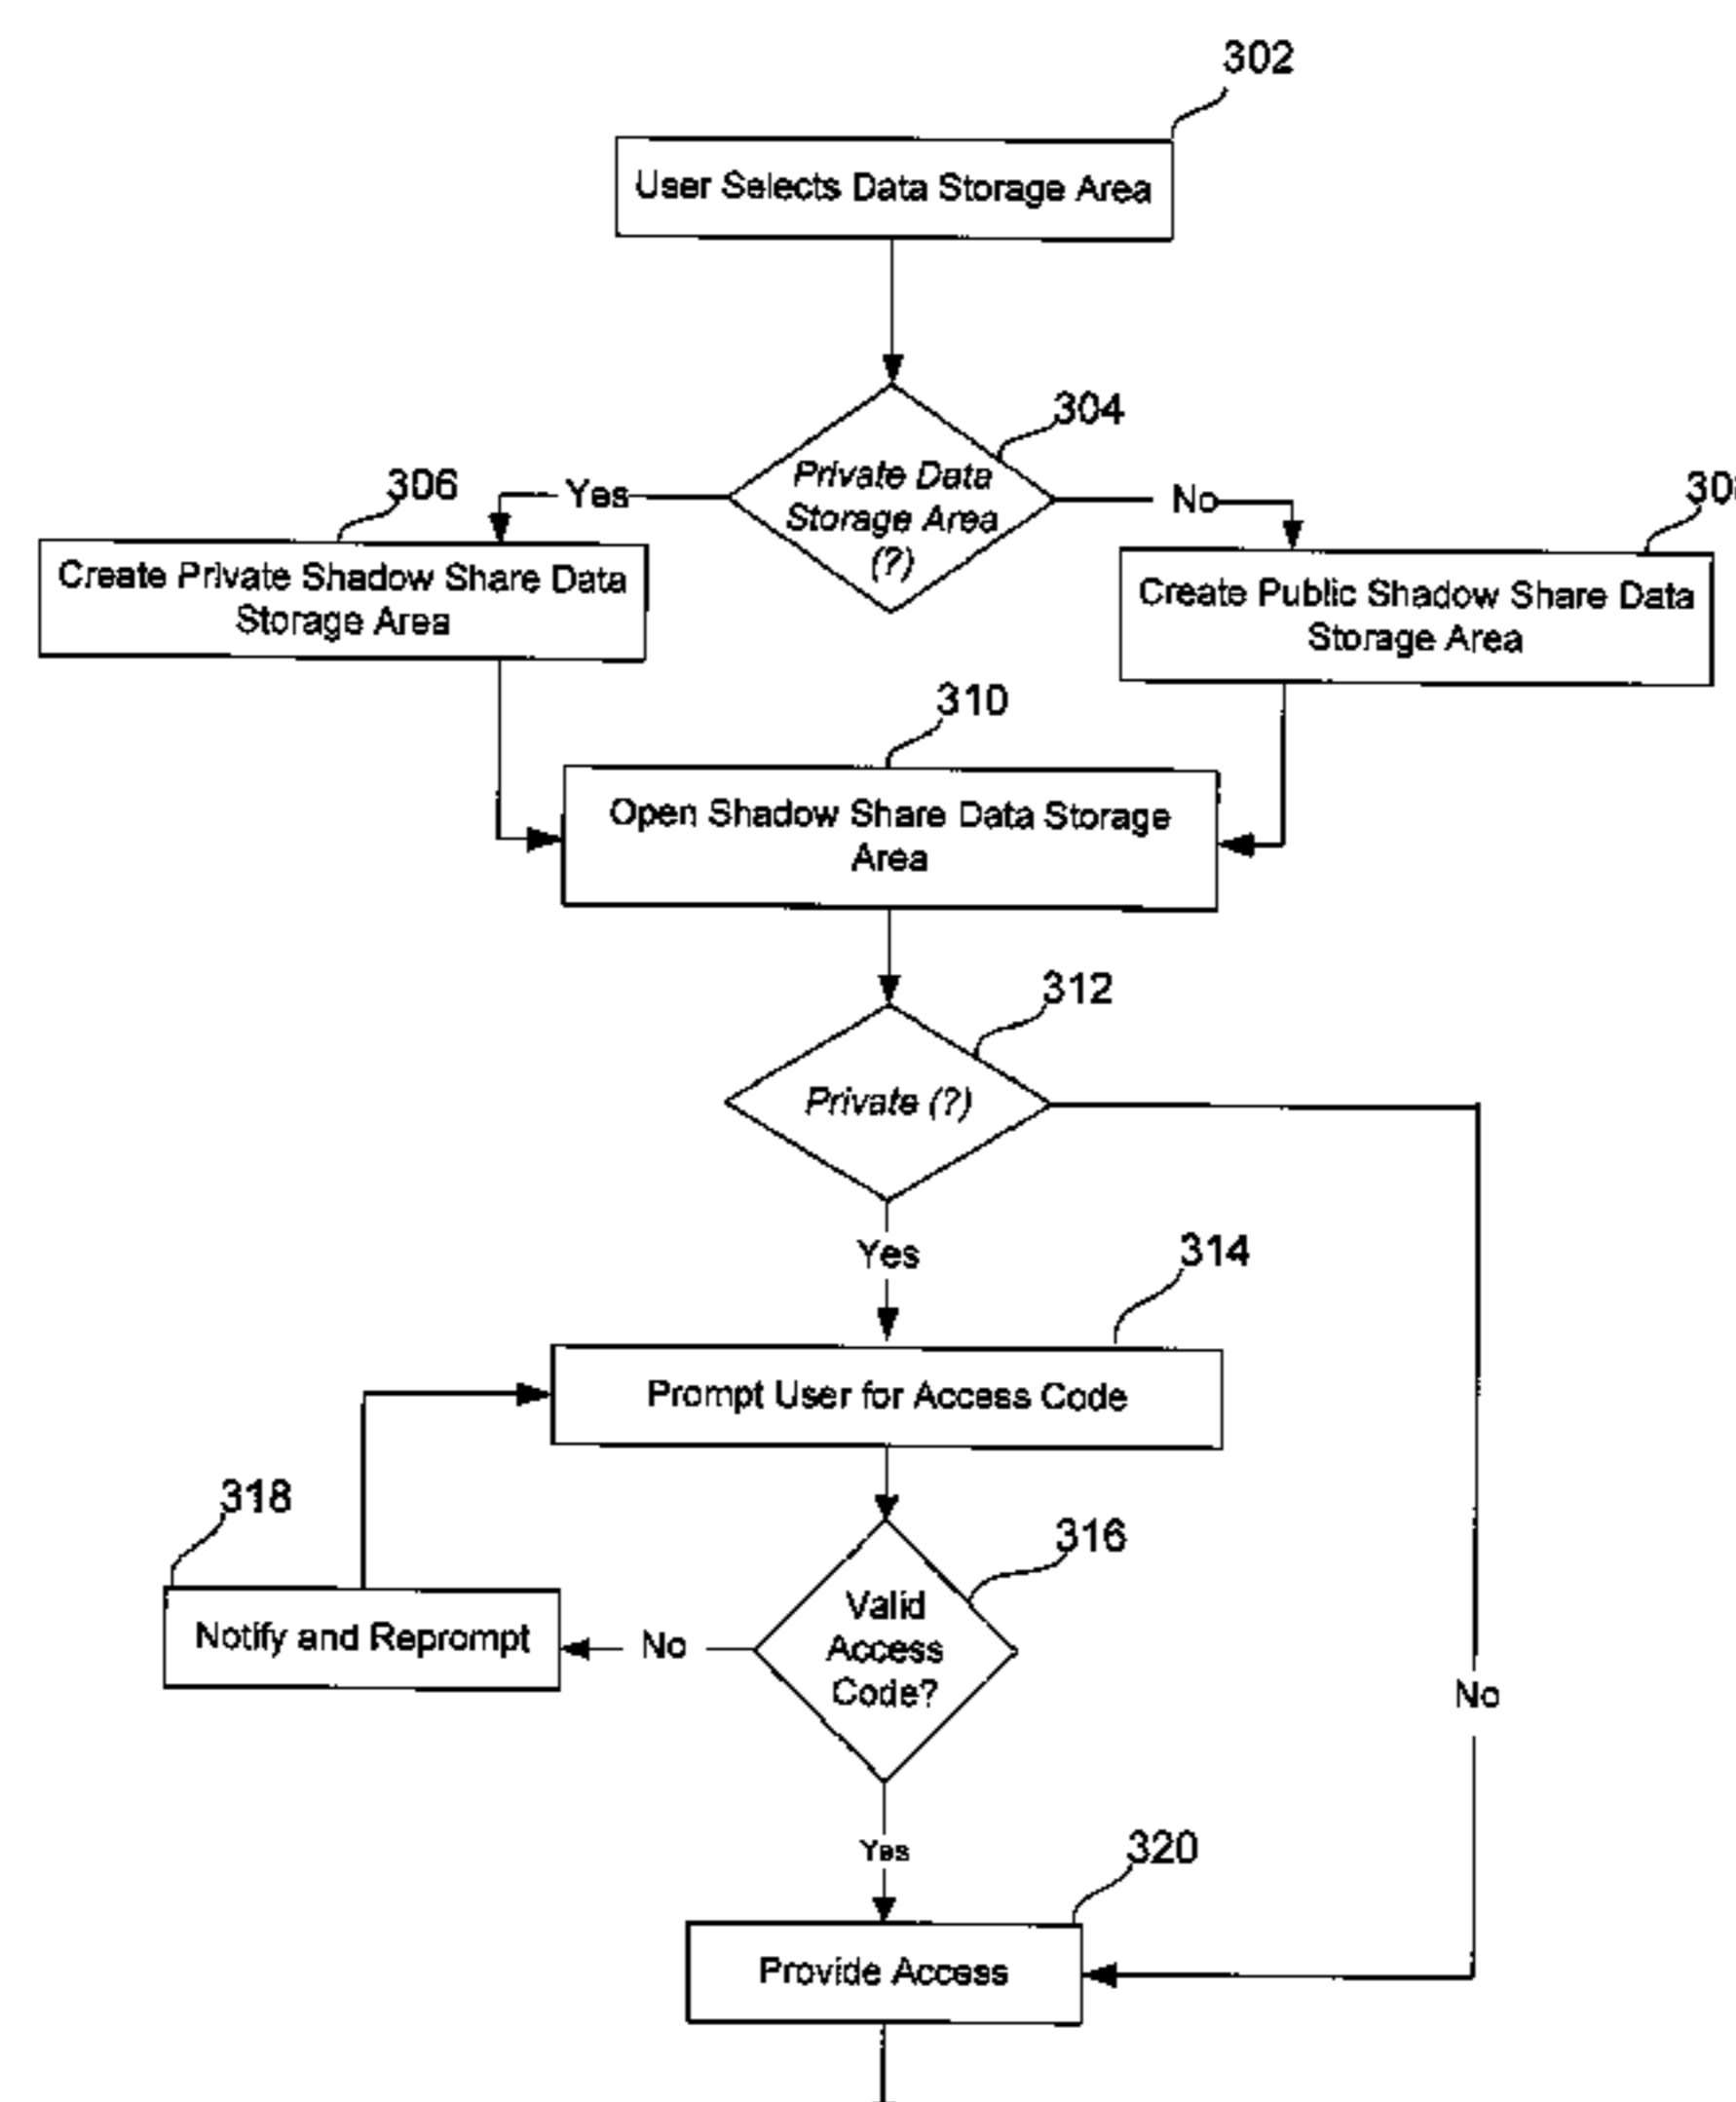 302
User Selects Data Storage Area
304
Private Data
Storage Area
(?)
Yes
No
306
Create Private Shadow Share Data
Storage Area
Create Public Shadow Share Data
Storage Area
310
Open Shadow Share Data Storage
Area
312
Private (?)
Yes
314
Prompt User for Access Code
318
316
Notify and Reprompt
No
Valid
Access
Code?
No
Yes
320
Provide Access